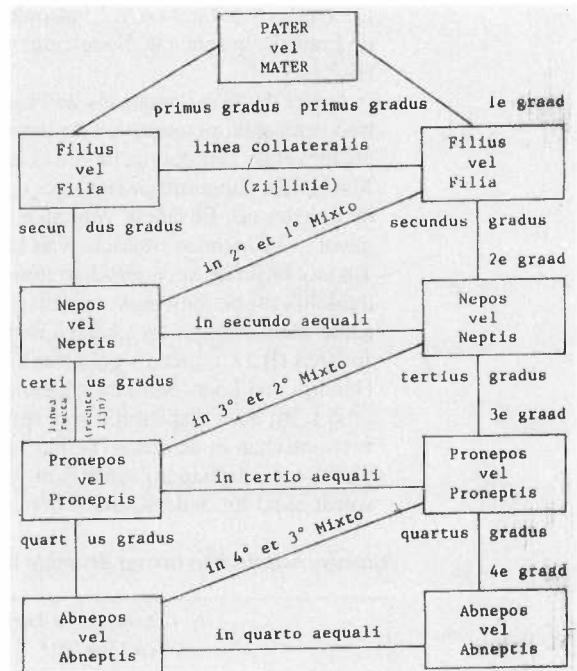 PATER
vel
MATER
primus gradus primus gradus 1e graad
Filius
vel
Filia
linea collateralis
(zijlinie)
Filius
vel
Filia
secun dus gradus
in 2° et 1° Mixto
secundus gradus
2e graad
Nepos
vel
Neptis
in secundo aequali
Nepos
vel
Neptis
terti us gradus
linea
recta
(rechte
lijn)
in 3° et 2° Mixto
tertius gradus
3e graad
Pronepos
vel
Proneptis
in tertio aequali
Pronepos
vel
Proneptis
quart us gradus
in 4° et 3° Mixto
quartus gradus
4e graad
Abnepos
vel
Abneptis
in quarto aequali
Abnepos
vel
Abneptis